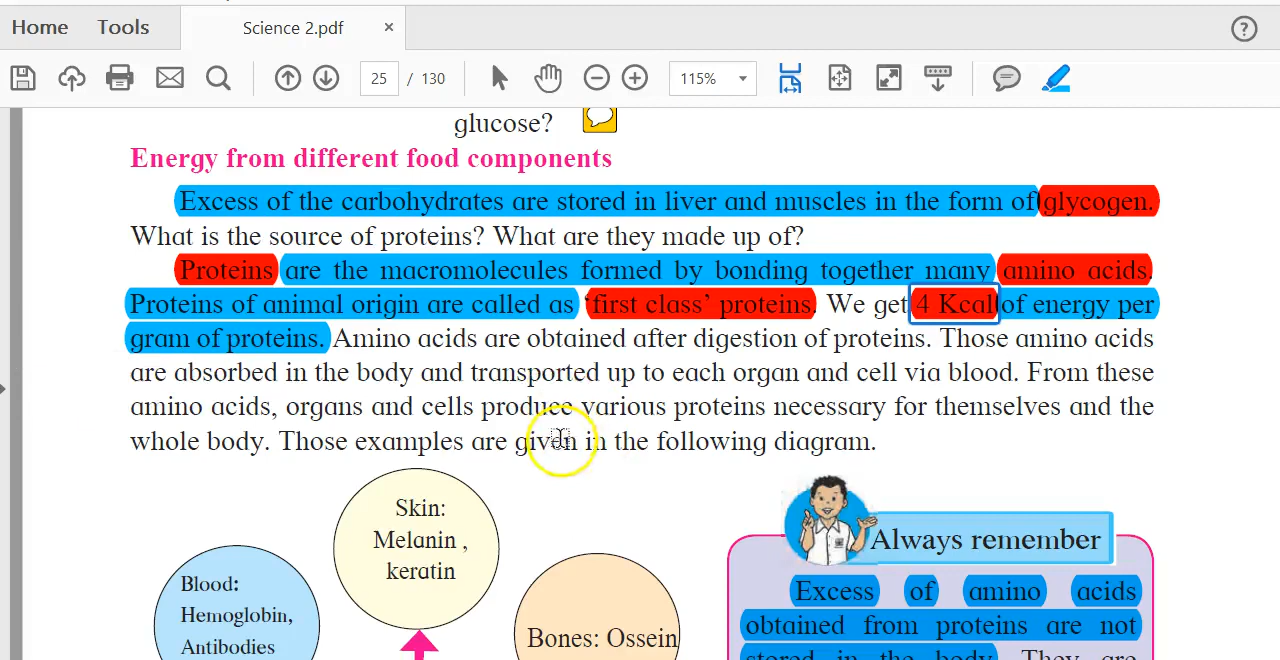 Home Tools Science 2.pdf ×
25 / 130 115%
glucose?
Energy from different food components
Excess of the carbohydrates are stored in liver and muscles in the form of glycogen.
What is the source of proteins? What are they made up of?
Proteins are the macromolecules formed by bonding together many amino acids.
Proteins of animal origin are called as ‘first class’ proteins. We get 4 Kcal of energy per
gram of proteins. Amino acids are obtained after digestion of proteins. Those amino acids
are absorbed in the body and transported up to each organ and cell via blood. From these
amino acids, organs and cells produce various proteins necessary for themselves and the
whole body. Those examples are given in the following diagram.
Skin:
Melanin ,
keratin
Blood:
Hemoglobin,
Antibodies
Bones: Ossein
Always remember
Excess of amino acids
obtained from proteins are not
stored in the body. They are